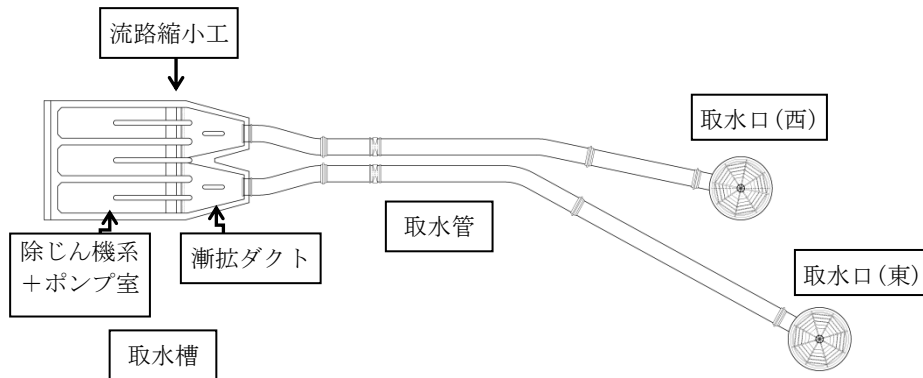 流路縮小工
取水口(西)
取水管
除じん機系
＋ポンプ室
漸拡ダクト
取水口(東)
取水槽